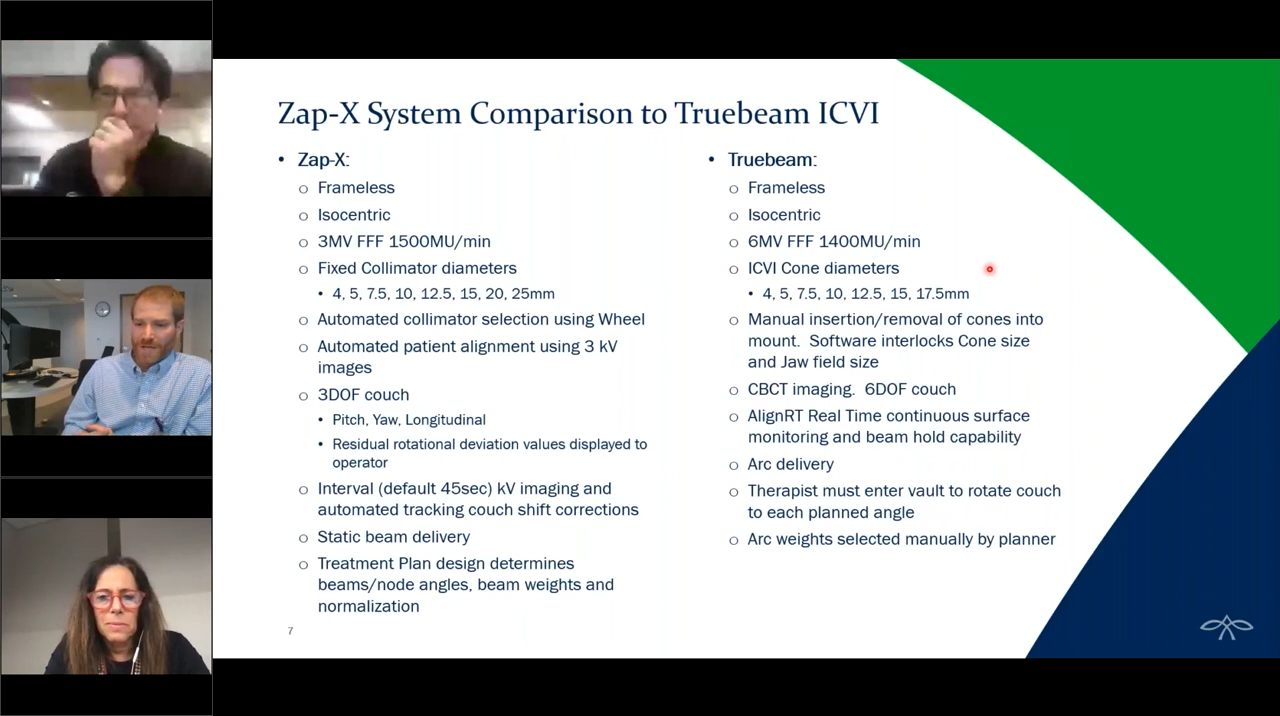 Zap-X System Comparison to Truebeam ICVI
• Zap-X:
o Frameless
o Isocentric
o 3MV FFF 1500MU/min
o Fixed Collimator diameters
• 4, 5, 7.5, 10, 12.5, 15, 20, 25mm
o Automated collimator selection using Wheel
o Automated patient alignment using 3 kV
images
o 3DOF couch
• Pitch, Yaw, Longitudinal
• Residual rotational deviation values displayed to
operator
o Interval (default 45sec) kV imaging and
automated tracking couch shift corrections
o Static beam delivery
o Treatment Plan design determines
beams/node angles, beam weights and
normalization
• Truebeam:
o Frameless
o Isocentric
o 6MV FFF 1400MU/min
o ICVI Cone diameters
• 4, 5, 7.5, 10, 12.5, 15, 17.5mm
o Manual insertion/removal of cones into
mount.  Software interlocks Cone size
and Jaw field size
o CBCT imaging.  6DOF couch
o AlignRT Real Time continuous surface
monitoring and beam hold capability
o Arc delivery
o Therapist must enter vault to rotate couch
to each planned angle
o Arc weights selected manually by planner
7